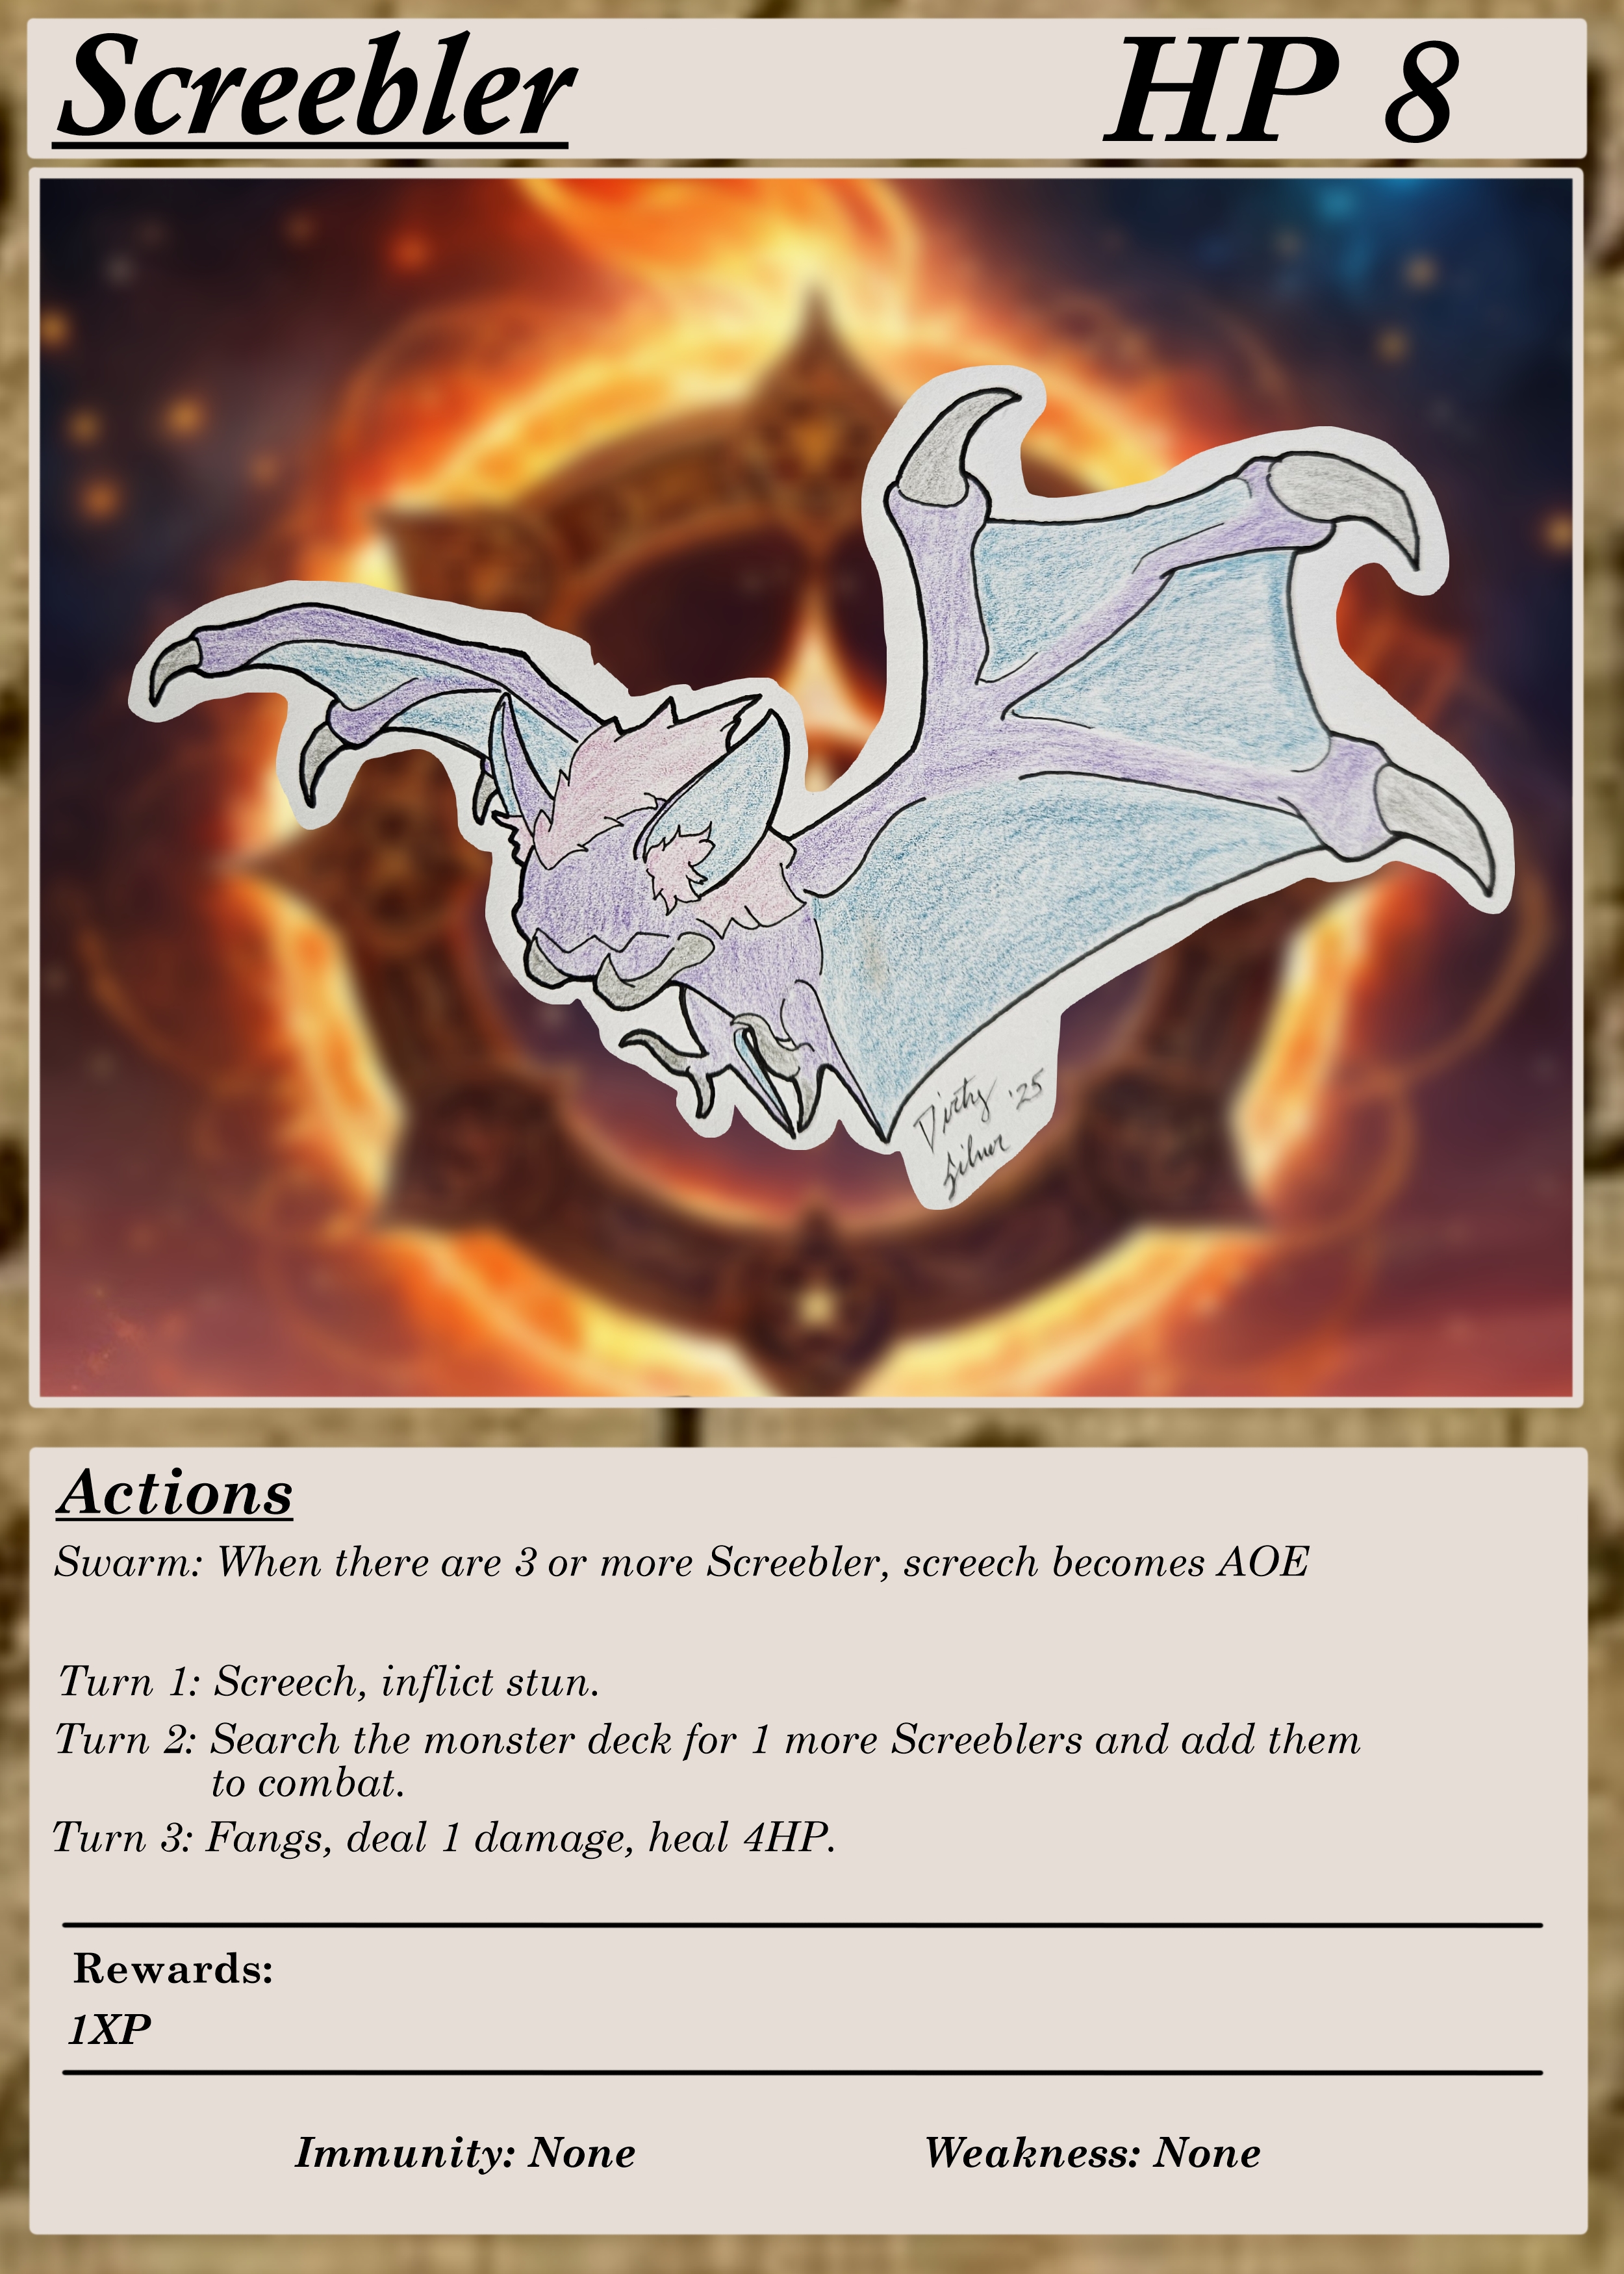 Screebler
HP 8
Dirty '25
Silver
Actions
Swarm: When there are 3 or more Screebler, screech becomes AOE
Turn 1: Screech, inflict stun.
Turn 2: Search the monster deck for 1 more Screeblers and add them
to combat.
Turn 3: Fangs, deal 1 damage, heal 4HP.
Rewards:
1XP
Immunity: None
Weakness: None